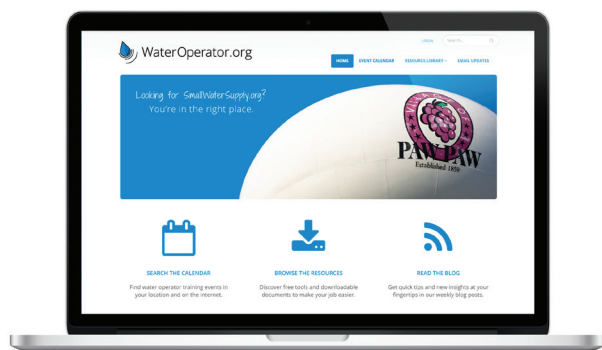 LOGIN
Search...
WaterOperator.org
HOME EVENT CALENDAR RESOURCE LIBRARY EMAIL UPDATES
Looking for SmallWaterSupply.org?
You're in the right place.
VILLAGE OF
PAW PAW
Established 1859
SEARCH THE CALENDAR
Find water operator training events in
your location and on the internet.
BROWSE THE RESOURCES
Discover free tools and downloadable
documents to make your job easier.
READ THE BLOG
Get quick tips and new insights at your
fingertips in our weekly blog posts.